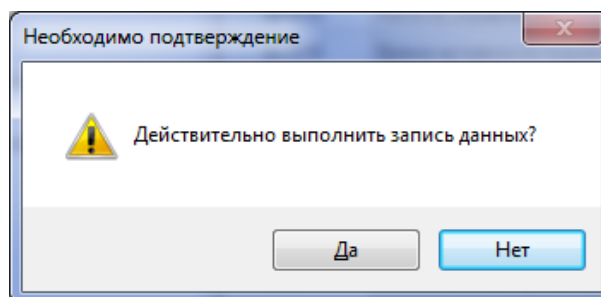 Необходимо подтверждение
Действительно выполнить запись данных?
Да
Нет